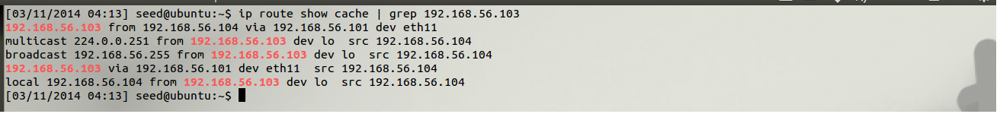 [03/11/2014 04:13] seed@ubuntu:~$ ip route show cache | grep 192.168.56.103
192.168.56.103 from 192.168.56.104 via 192.168.56.101 dev eth11
multicast 224.0.0.251 from 192.168.56.103 dev lo  src 192.168.56.104
broadcast 192.168.56.255 from 192.168.56.103 dev lo  src 192.168.56.104
192.168.56.103 via 192.168.56.101 dev eth11  src 192.168.56.104
local 192.168.56.104 from 192.168.56.103 dev lo  src 192.168.56.104
[03/11/2014 04:13] seed@ubuntu:~$